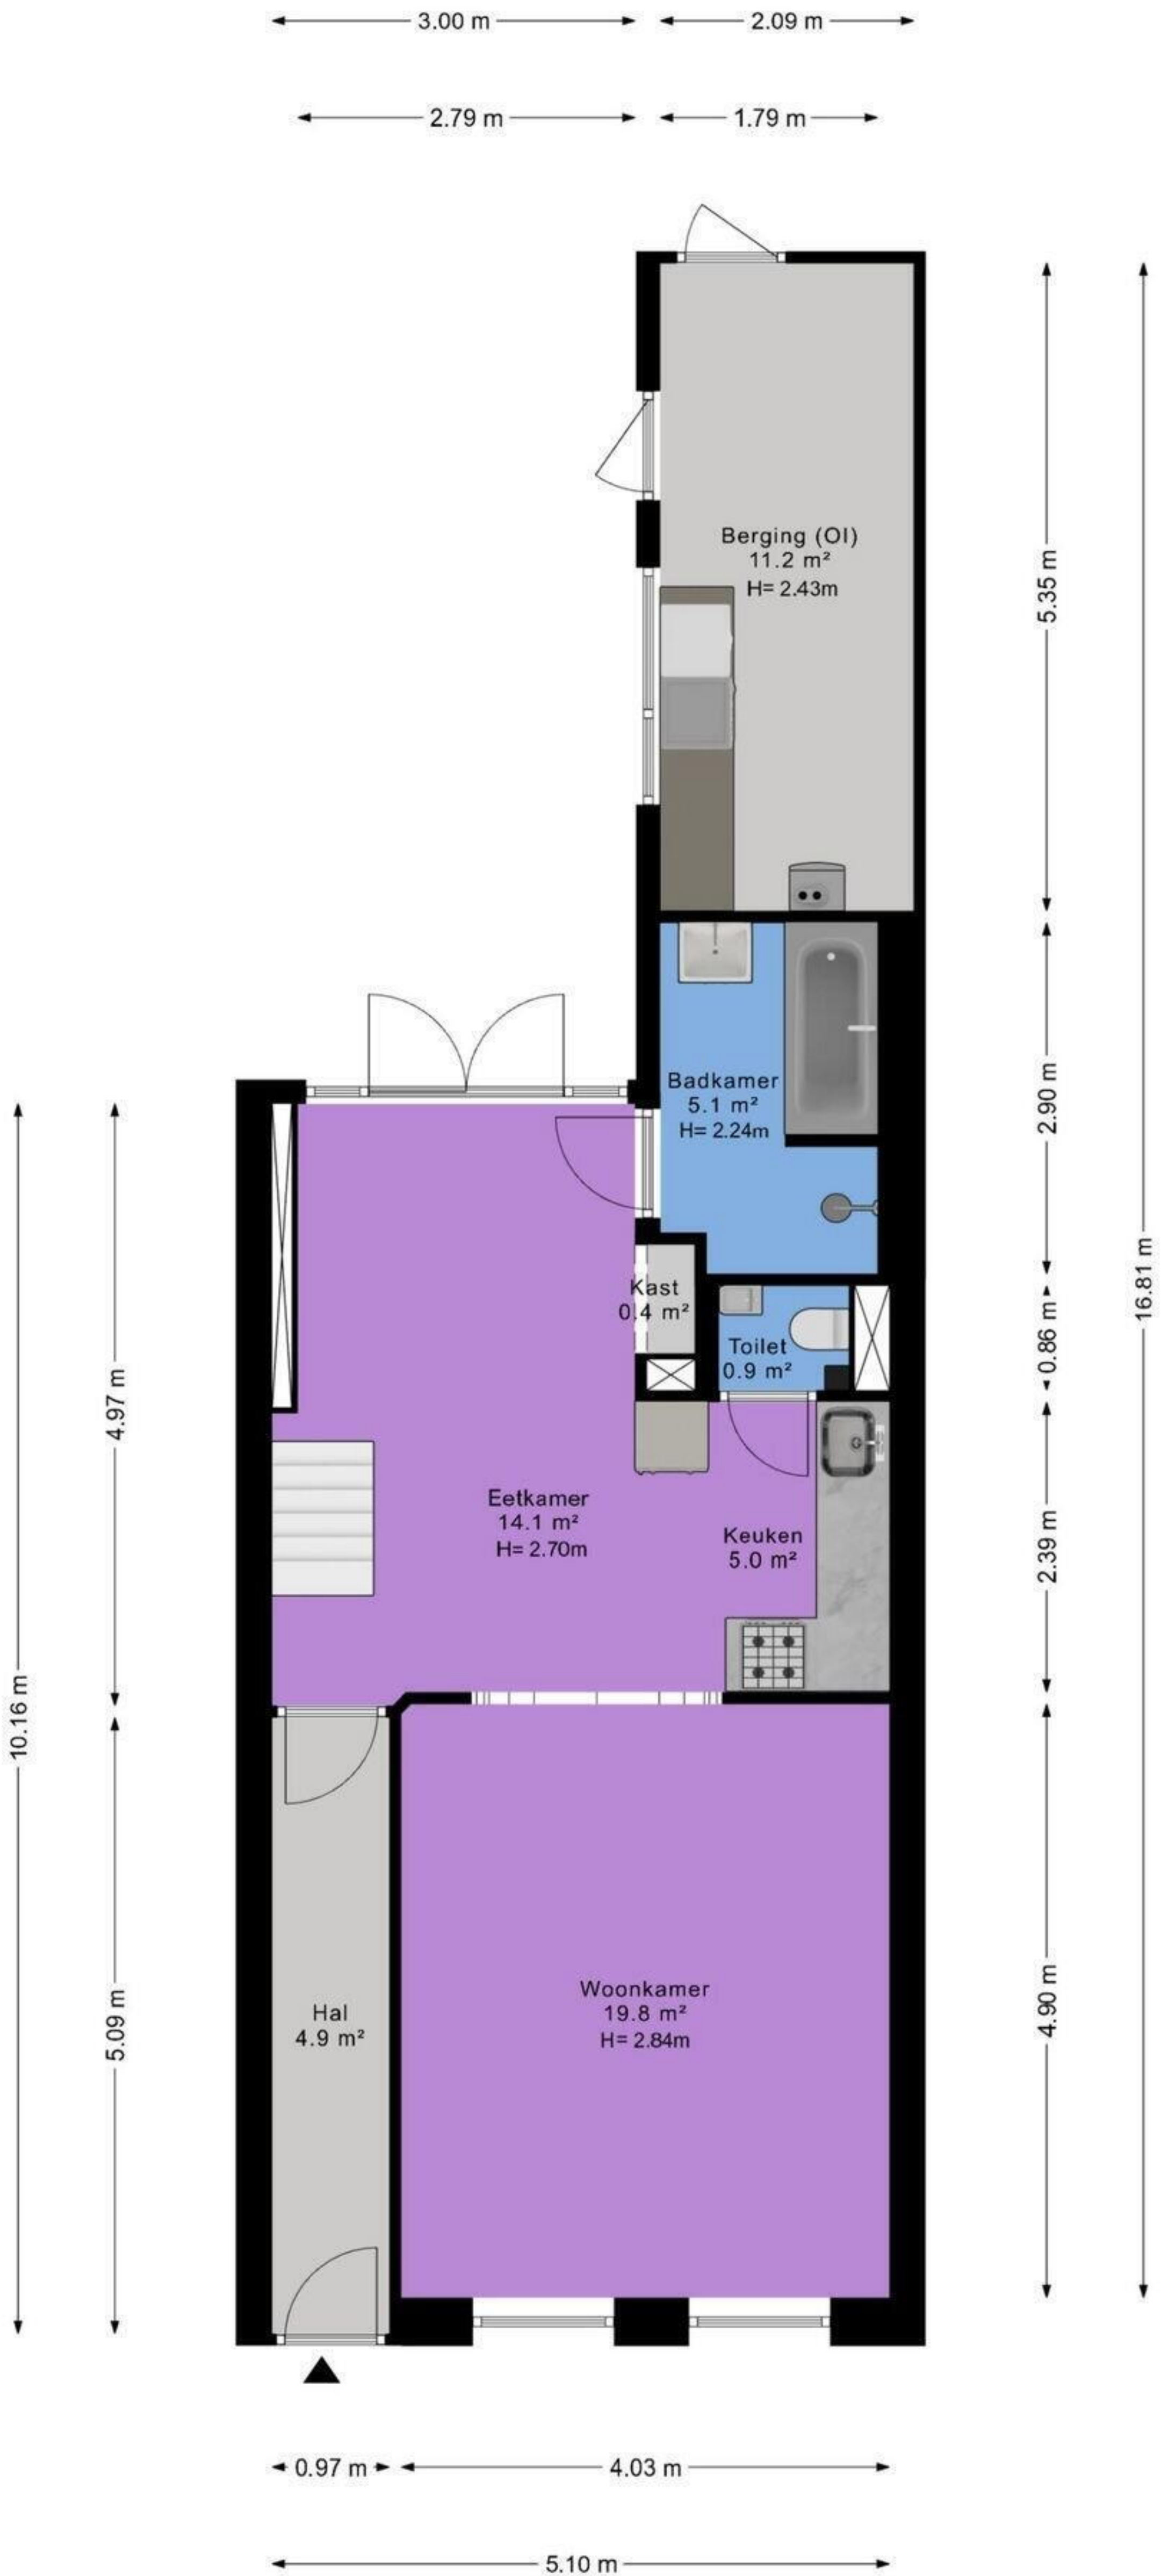 3.00 m
2.09 m
2.79 m
1.79 m
Berging (OI)
11.2 m²
H= 2.43m
5.35 m
Badkamer
5.1 m²
H= 2.24m
2.90 m
16.81 m
Kast
0.4 m²
Toilet
0.9 m²
0.86 m
4.97 m
Eetkamer
14.1 m²
H= 2.70m
Keuken
5.0 m²
2.39 m
10.16 m
Hal
4.9 m²
Woonkamer
19.8 m²
H= 2.84m
5.09 m
4.90 m
0.97 m
4.03 m
5.10 m